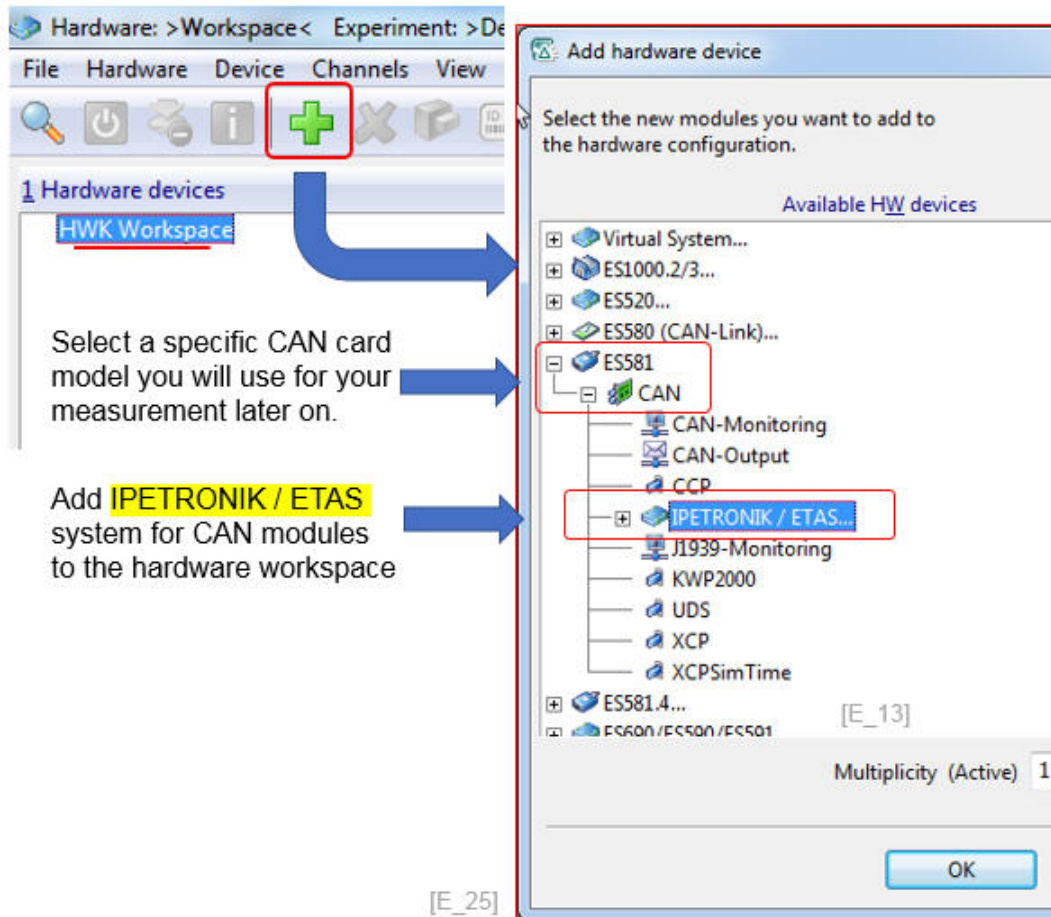 Hardware: >Workspace<   Experiment: >De
File   Hardware   Device   Channels   View
1 Hardware devices
HWK Workspace
Select a specific CAN card
model you will use for your
measurement later on.
Add IPETRONIK / ETAS
system for CAN modules
to the hardware workspace
[E_25]
Add hardware device
Select the new modules you want to add to
the hardware configuration.
Available HW devices
Virtual System...
ES1000.2/3...
ES520...
ES580 (CAN-Link)...
ES581
CAN
CAN-Monitoring
CAN-Output
CCP
IPETRONIK / ETAS...
J1939-Monitoring
KWP2000
UDS
XCP
XCPSimTime
ES581.4...
[E_13]
ES690/ES590/ES591
Multiplicity (Active)   1
OK